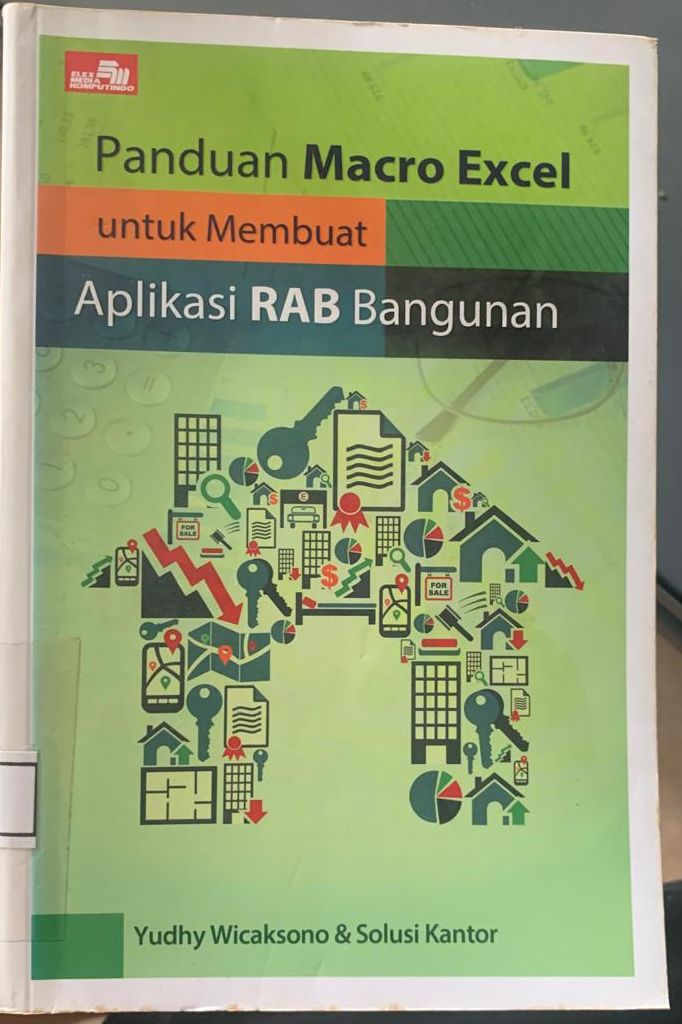 ELEX
MEDIA
KOMPUTINDO
Panduan Macro Excel
untuk Membuat
Aplikasi RAB Bangunan
FOR
SALE
FOR
SALE
Yudhy Wicaksono & Solusi Kantor